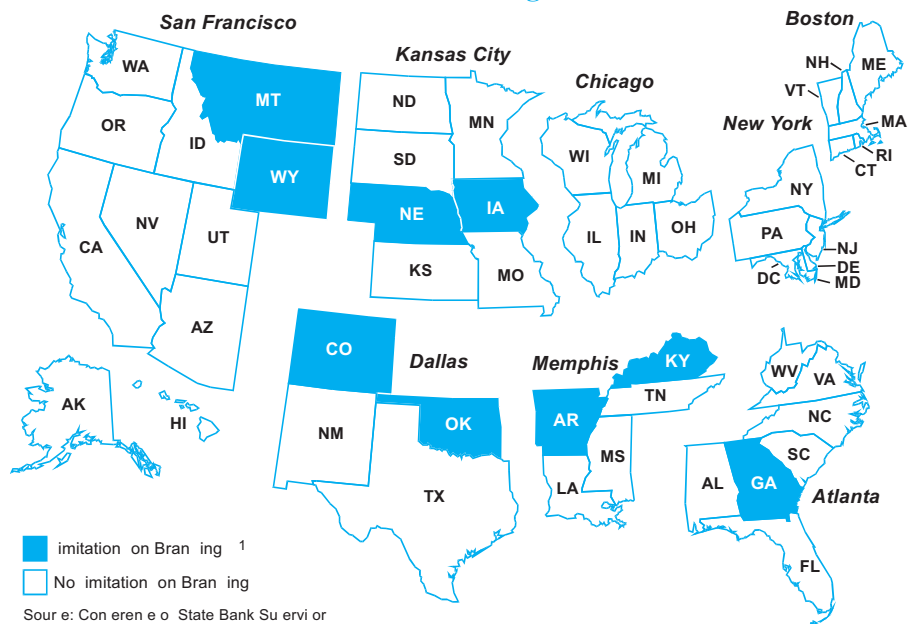 San Francisco
Kansas City
Chicago
Boston
New York
Dallas
Memphis
Atlanta
WA
OR
ID
MT
WY
CA
NV
UT
AZ
AK
HI
ND
SD
NE
KS
MN
IA
MO
WI
MI
IL
IN
OH
NH
ME
VT
MA
RI
CT
NY
PA
NJ
DE
DC
MD
CO
NM
OK
TX
KY
TN
AR
MS
LA
WV
VA
NC
SC
AL
GA
FL
imitation on Bran ing 1
No imitation on Bran ing
Sour e: Con eren e o State Bank Su ervi or